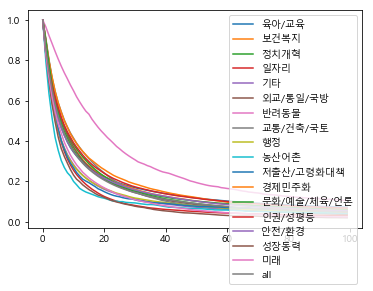 1.0
0.8
0.6
0.4
0.2
0.0
0
20
40
60
100
육아/교육
보건복지
정치개혁
일자리
기타
외교/통일/국방
반려동물
교통/건축/국토
행정
농산어촌
저출산/고령화대책
경제민주화
문화/예술/체육/언론
인권/성평등
안전/환경
성장동력
미래
all